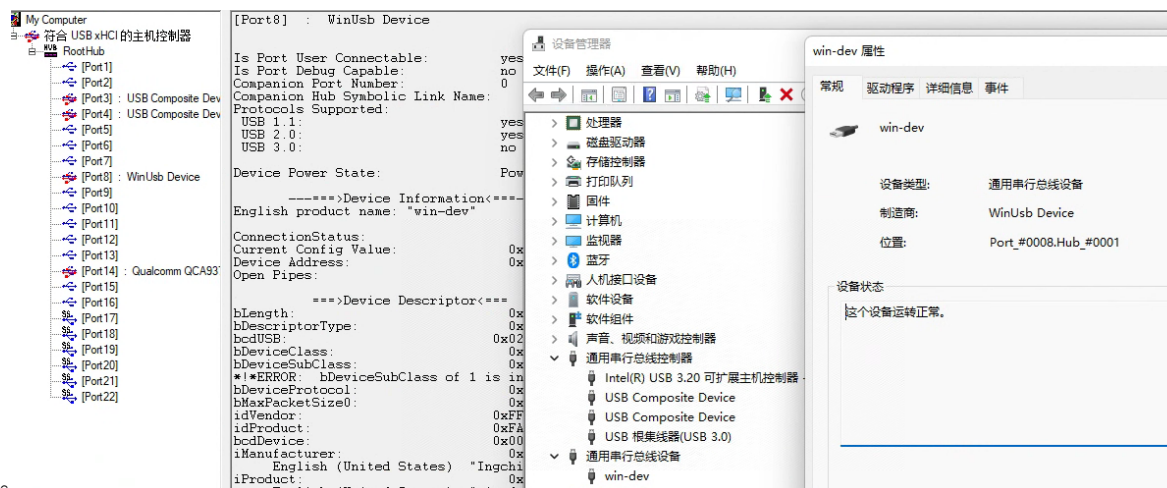 My Computer
符合 USB xHCI 的主机控制器
RootHub
[Port1]
[Port2]
[Port3] : USB Composite Dev
[Port4] : USB Composite Dev
[Port5]
[Port6]
[Port7]
[Port8] : WinUsb Device
[Port9]
[Port10]
[Port11]
[Port12]
[Port13]
[Port14] : Qualcomm QCA93
[Port15]
[Port16]
[Port17]
[Port18]
[Port19]
[Port20]
[Port21]
[Port22]
[Port8] : WinUsb Device
Is Port User Connectable: yes
Is Port Debug Capable: no
Companion Port Number: 0
Companion Hub Symbolic Link Name:
Protocols Supported:
USB 1.1: yes
USB 2.0: yes
USB 3.0: no
Device Power State: Pow
---===>Device Information<===-
English product name: "win-dev"
ConnectionStatus:
Current Config Value: 0x
Device Address: 0x
Open Pipes:
===>Device Descriptor<===
bLength: 0x
bDescriptorType: 0x
bcdUSB: 0x02
bDeviceClass: 0x
bDeviceSubClass: 0x
*!*ERROR: bDeviceSubClass of 1 is in
bDeviceProtocol: 0x
bMaxPacketSize0: 0x
idVendor: 0xFF
idProduct: 0xFA
bcdDevice: 0x00
iManufacturer: 0x
English (United States) "Ingchi
iProduct: 0x
设备管理器
文件(F) 操作(A) 查看(V) 帮助(H)
处理器
磁盘驱动器
存储控制器
打印队列
固件
计算机
监视器
蓝牙
人机接口设备
软件设备
软件组件
声音、视频和游戏控制器
通用串行总线控制器
Intel(R) USB 3.20 可扩展主机控制器 -
USB Composite Device
USB Composite Device
USB 根集线器(USB 3.0)
通用串行总线设备
win-dev
win-dev 属性
常规 驱动程序 详细信息 事件
win-dev
设备类型: 通用串行总线设备
制造商: WinUsb Device
位置: Port_#0008.Hub_#0001
设备状态
这个设备运转正常。